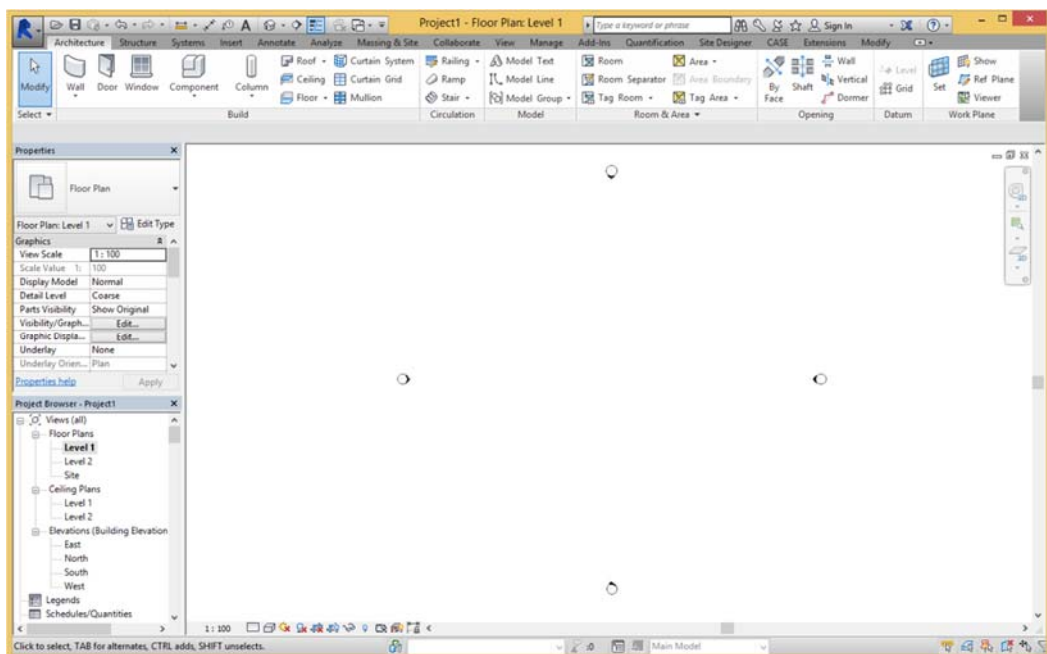 Project1 - Floor Plan: Level 1
Type a keyword or phrase
Sign In
Architecture Structure Systems Insert Annotate Analyze Massing & Site Collaborate View Manage Add-Ins Quantification Site Designer CASE Extensions Modify
Modify Wall Door Window Component Column
Roof Curtain System Railing Model Text Room Area Wall Level Show
Ceiling Curtain Grid Ramp Model Line Room Separator Area Boundary By Face Shaft Vertical Grid Set Ref Plane
Floor Mullion Stair Model Group Tag Room Tag Area Dormer Viewer
Select Build Circulation Model Room & Area Opening Datum Work Plane
Properties
Floor Plan
Floor Plan: Level 1 Edit Type
Graphics
View Scale 1 : 100
Scale Value 1: 100
Display Model Normal
Detail Level Coarse
Parts Visibility Show Original
Visibility/Graph... Edit...
Graphic Displa... Edit...
Underlay None
Underlay Orien... Plan
Properties help Apply
Project Browser - Project1
Views (all)
Floor Plans
Level 1
Level 2
Site
Ceiling Plans
Level 1
Level 2
Elevations (Building Elevation
East
North
South
West
Legends
Schedules/Quantities
1 : 100
Click to select, TAB for alternates, CTRL adds, SHIFT unselects.
:0 Main Model